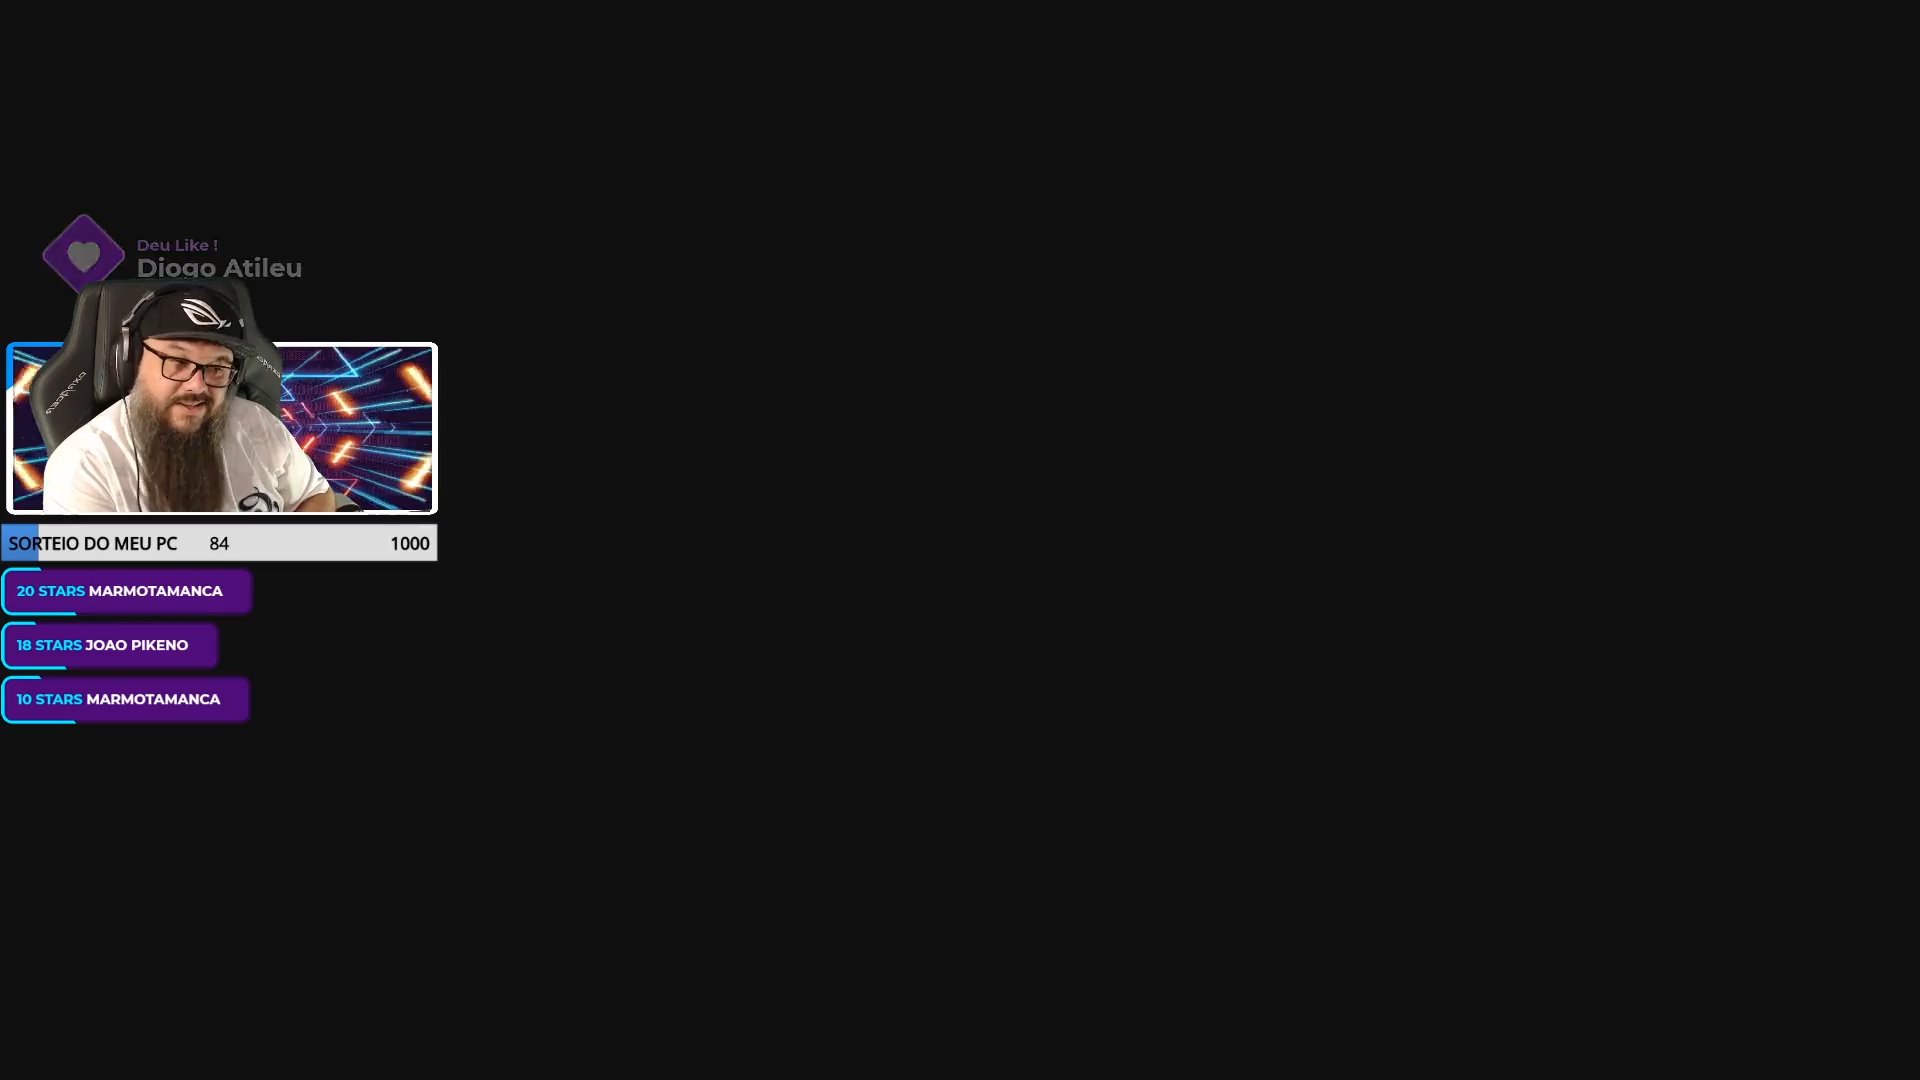 Deu Like !
Diogo Atileu
SORTEIO DO MEU PC 84 1000
20 STARS MARMOTAMANCA
18 STARS JOAO PIKENO
10 STARS MARMOTAMANCA